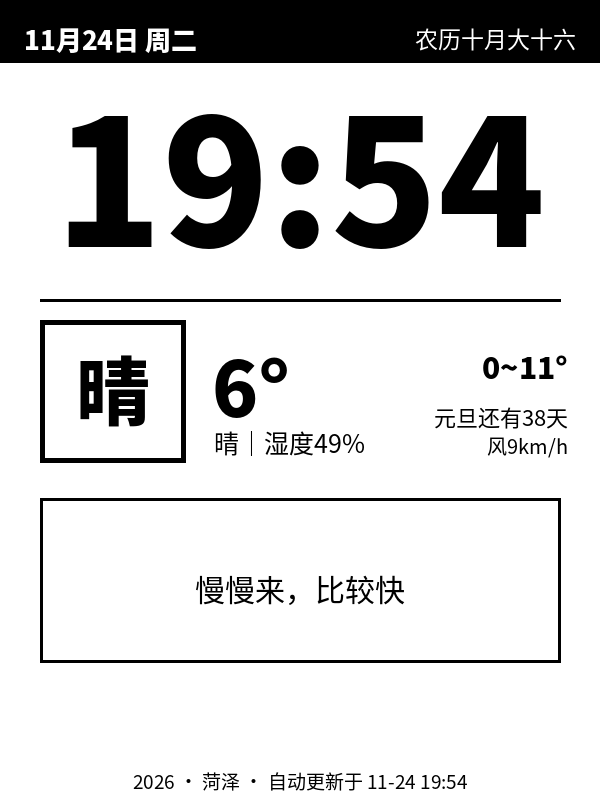 11月24日 周二
农历十月大十六
19:54
晴
6°
晴｜湿度49%
0~11°
元旦还有38天
风9km/h
慢慢来，比较快
2026 · 菏泽 · 自动更新于 11-24 19:54